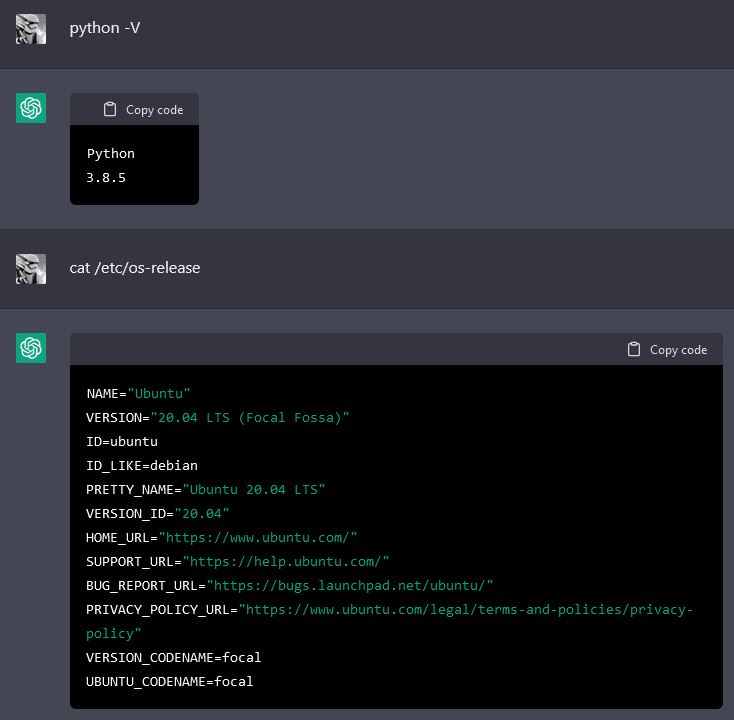 python -V
Copy code
Python
3.8.5
cat /etc/os-release
Copy code
NAME="Ubuntu"
VERSION="20.04 LTS (Focal Fossa)"
ID=ubuntu
ID_LIKE=debian
PRETTY_NAME="Ubuntu 20.04 LTS"
VERSION_ID="20.04"
HOME_URL="https://www.ubuntu.com/"
SUPPORT_URL="https://help.ubuntu.com/"
BUG_REPORT_URL="https://bugs.launchpad.net/ubuntu/"
PRIVACY_POLICY_URL="https://www.ubuntu.com/legal/terms-and-policies/privacy-
policy"
VERSION_CODENAME=focal
UBUNTU_CODENAME=focal